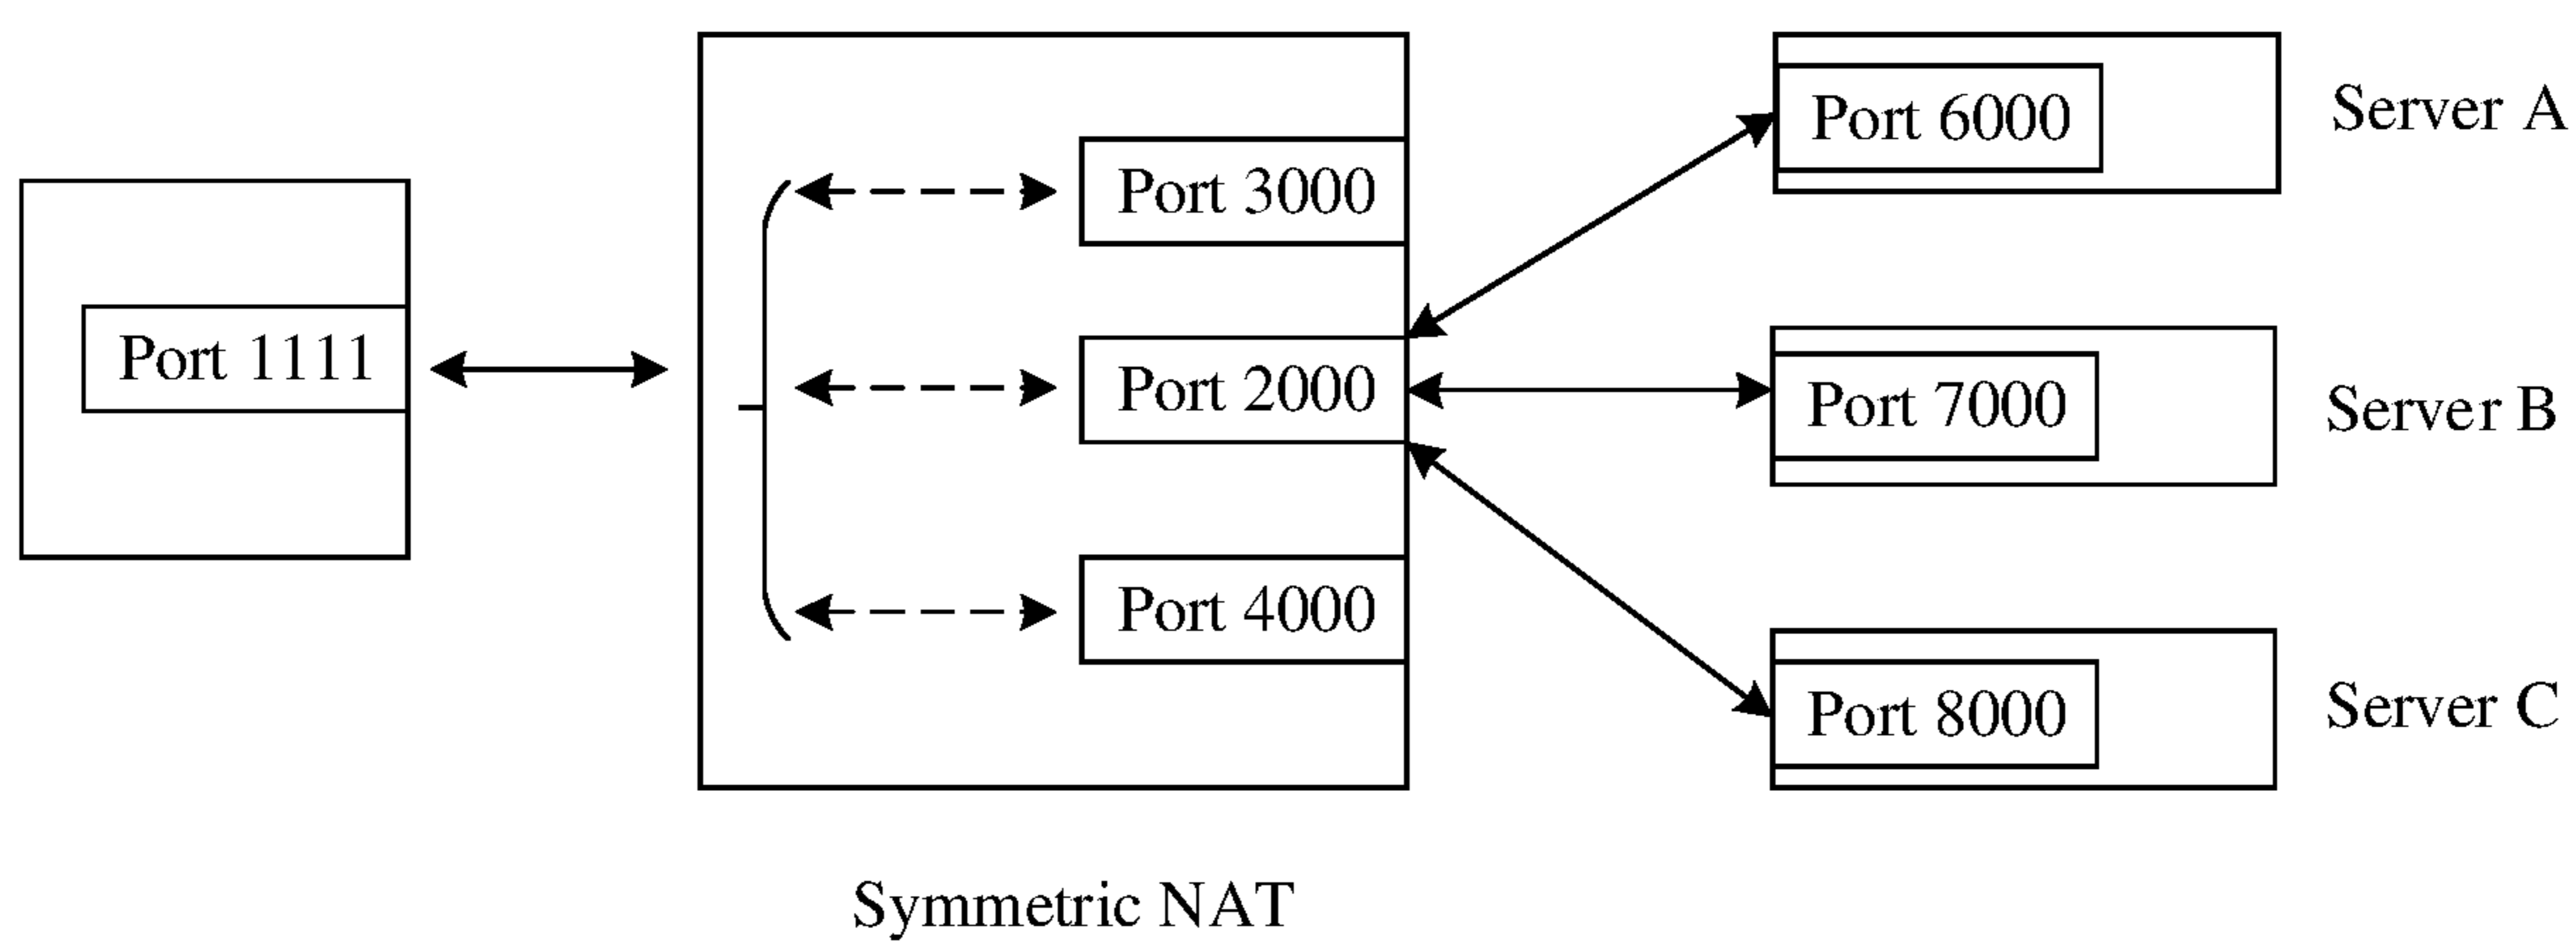 Port 1111
Port 3000
Port 2000
Port 4000
Symmetric NAT
Port 6000
Server A
Port 7000
Server B
Port 8000
Server C